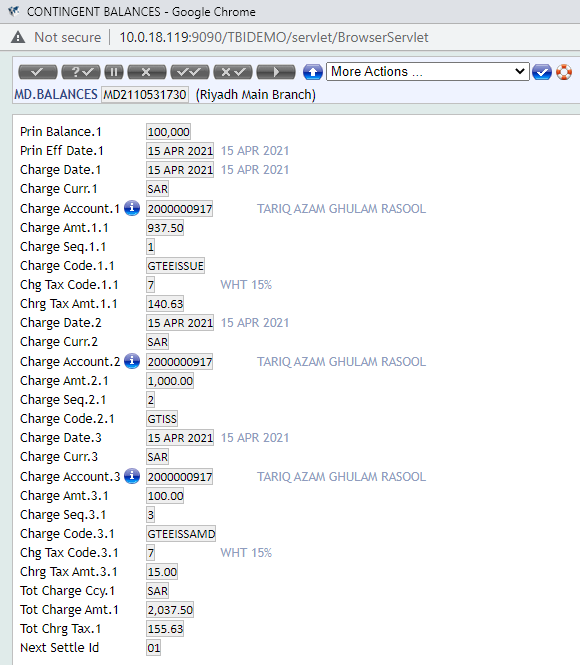 CONTINGENT BALANCES - Google Chrome
Not secure | 10.0.18.119:9090/TBIDEMO/servlet/BrowserServlet
More Actions ...
MD.BALANCES MD2110531730 (Riyadh Main Branch)
Prin Balance.1 100,000
Prin Eff Date.1 15 APR 2021 15 APR 2021
Charge Date.1 15 APR 2021 15 APR 2021
Charge Curr.1 SAR
Charge Account.1 2000000917 TARIQ AZAM GHULAM RASOOL
Charge Amt.1.1 937.50
Charge Seq.1.1 1
Charge Code.1.1 GTEEISSUE
Chg Tax Code.1.1 7 WHT 15%
Chrg Tax Amt.1.1 140.63
Charge Date.2 15 APR 2021 15 APR 2021
Charge Curr.2 SAR
Charge Account.2 2000000917 TARIQ AZAM GHULAM RASOOL
Charge Amt.2.1 1,000.00
Charge Seq.2.1 2
Charge Code.2.1 GTISS
Charge Date.3 15 APR 2021 15 APR 2021
Charge Curr.3 SAR
Charge Account.3 2000000917 TARIQ AZAM GHULAM RASOOL
Charge Amt.3.1 100.00
Charge Seq.3.1 3
Charge Code.3.1 GTEEISSAMD
Chg Tax Code.3.1 7 WHT 15%
Chrg Tax Amt.3.1 15.00
Tot Charge Ccy.1 SAR
Tot Charge Amt.1 2,037.50
Tot Chrg Tax.1 155.63
Next Settle Id 01